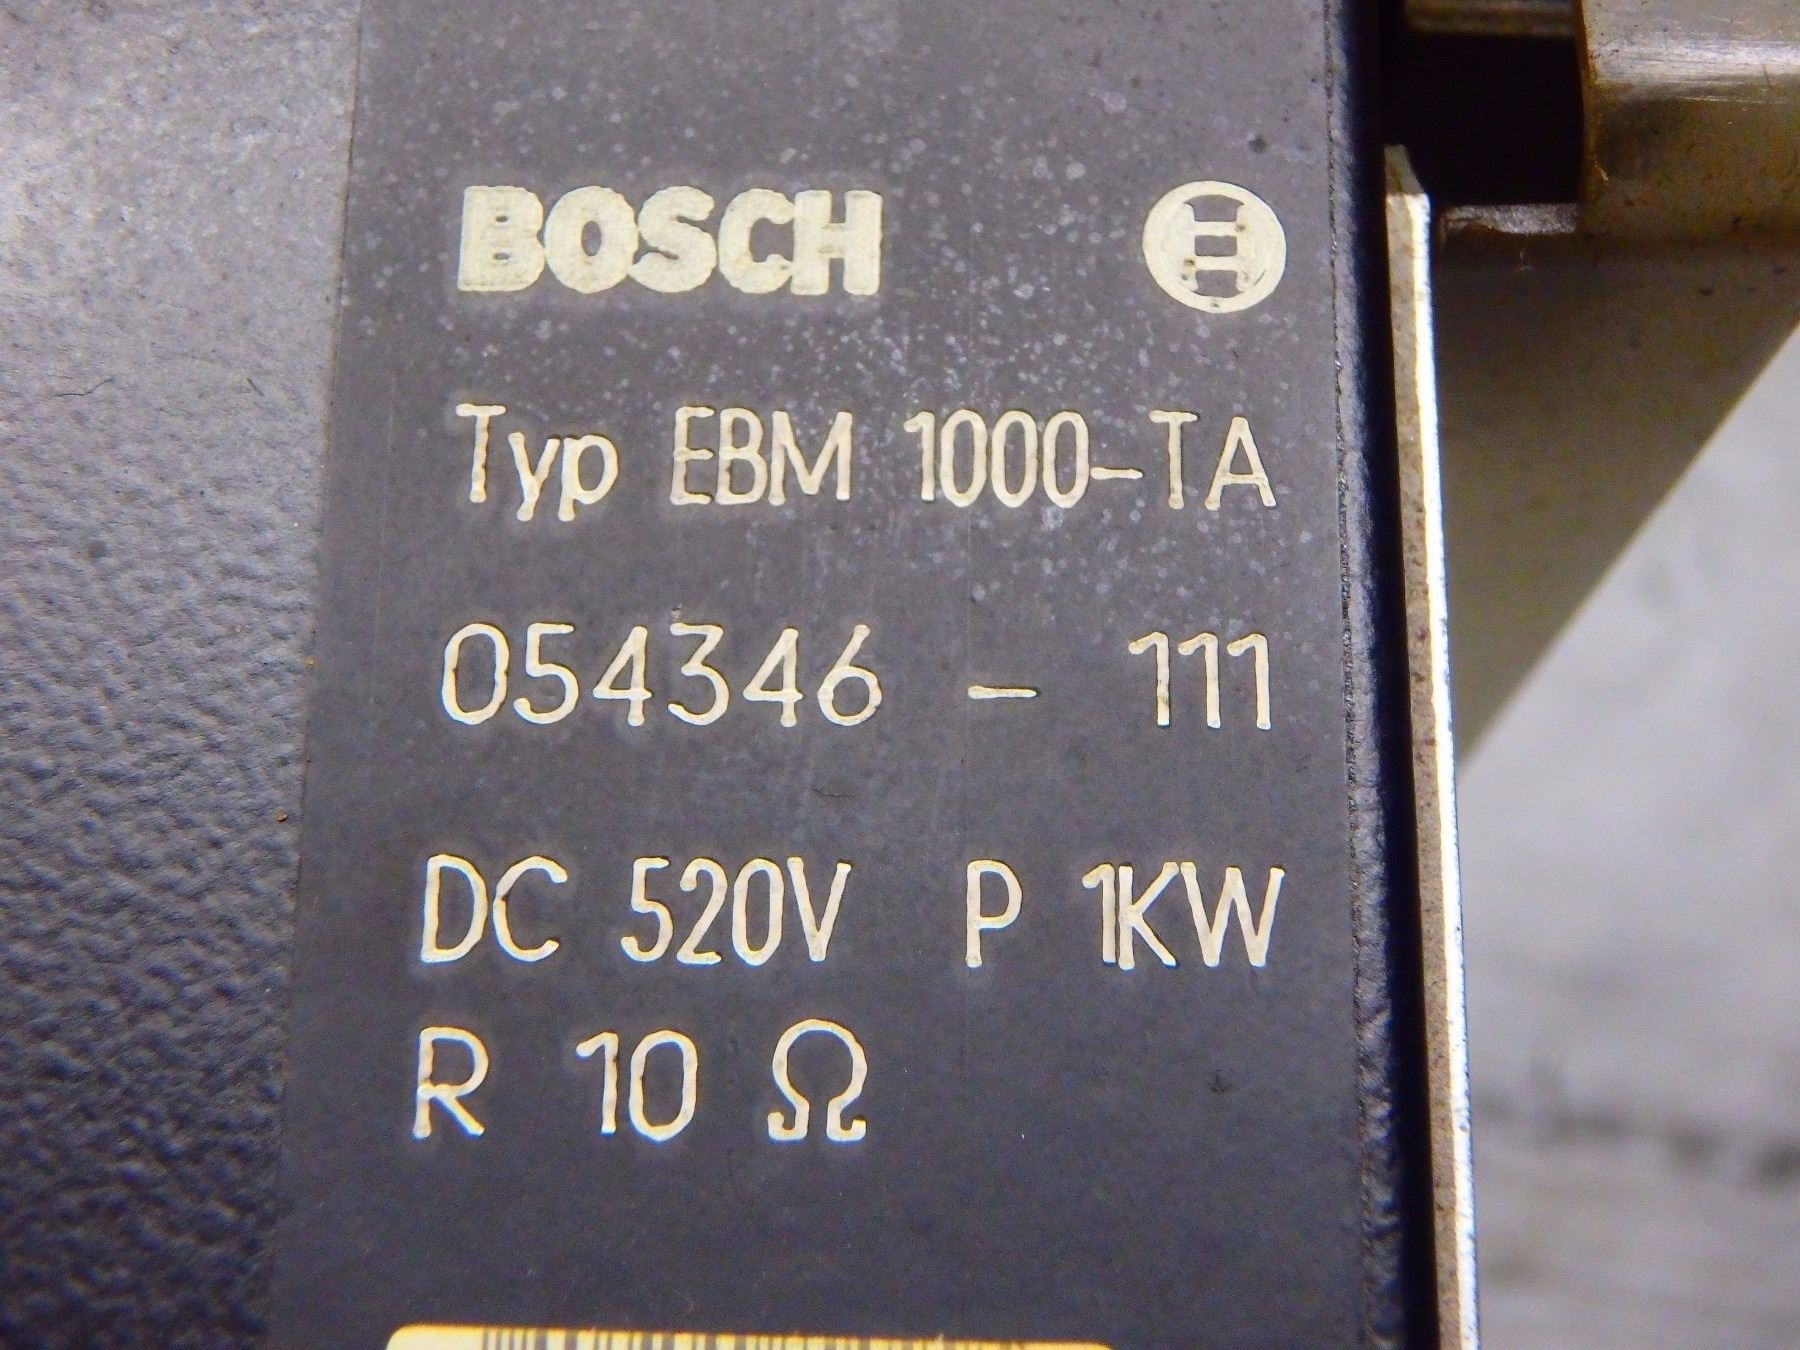 BOSCH
Typ EBM 1000-TA
054346 - 111
DC 520V P 1KW
R 10 Ω